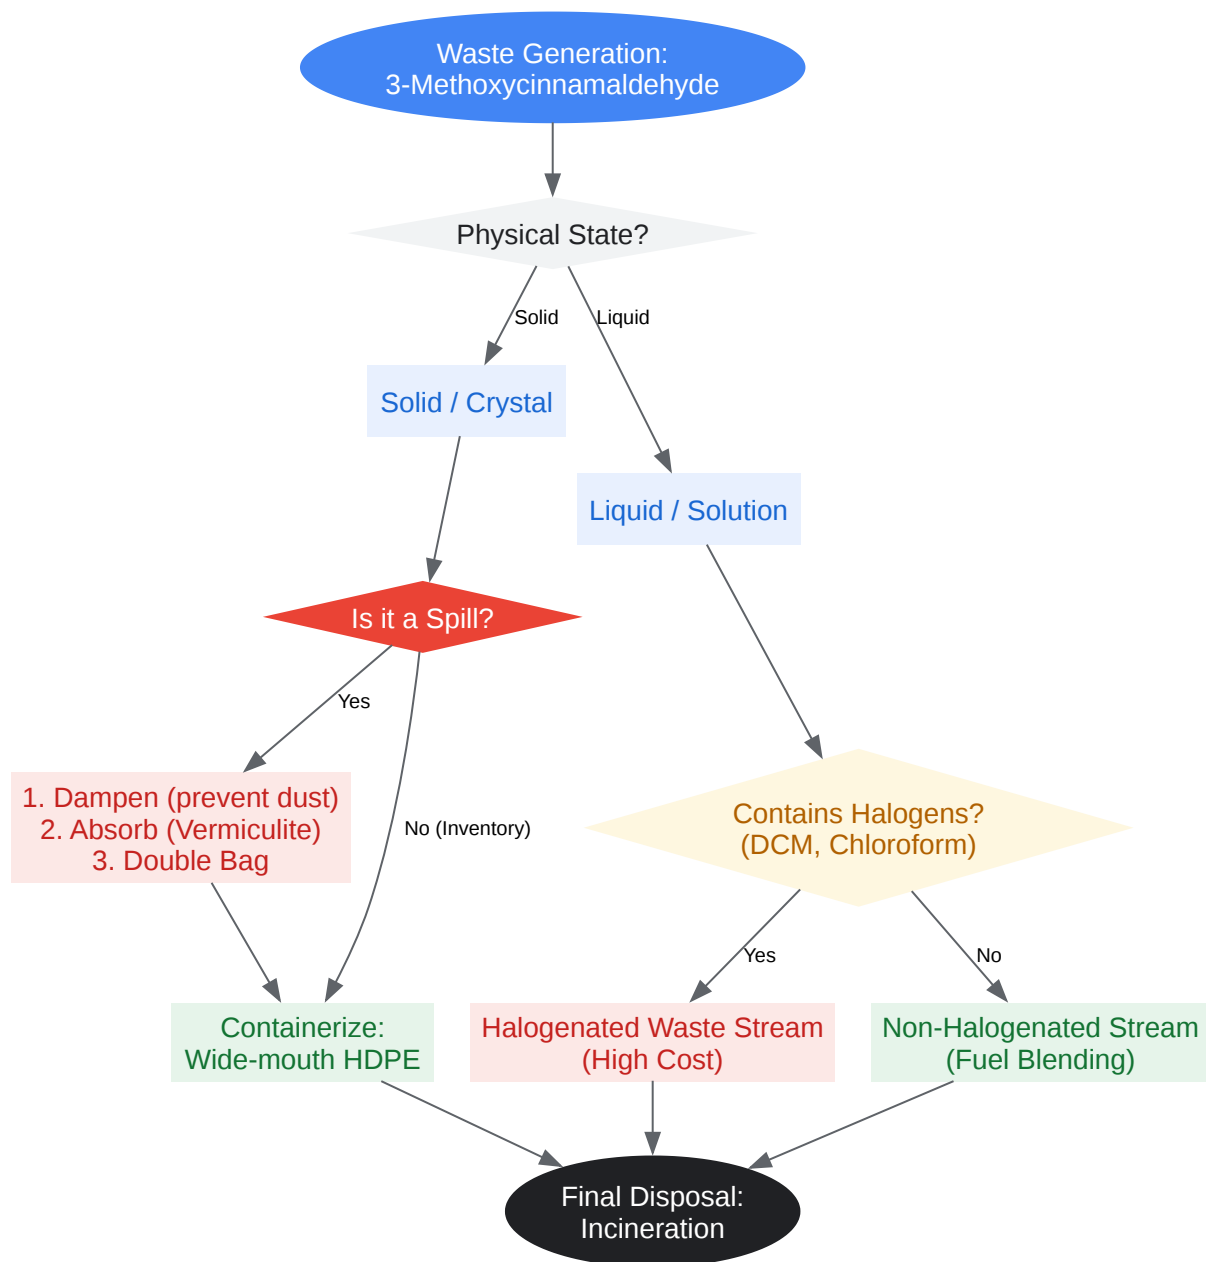 Waste Generation:
3-Methoxycinnamaldehyde
Physical State?
Solid
Liquid
Solid / Crystal
Liquid / Solution
Is it a Spill?
Yes
1. Dampen (prevent dust)
2. Absorb (Vermiculite)
3. Double Bag
No (Inventory)
Contains Halogens?
(DCM, Chloroform)
Yes
No
Containerize:
Wide-mouth HDPE
Halogenated Waste Stream
(High Cost)
Non-Halogenated Stream
(Fuel Blending)
Final Disposal:
Incineration